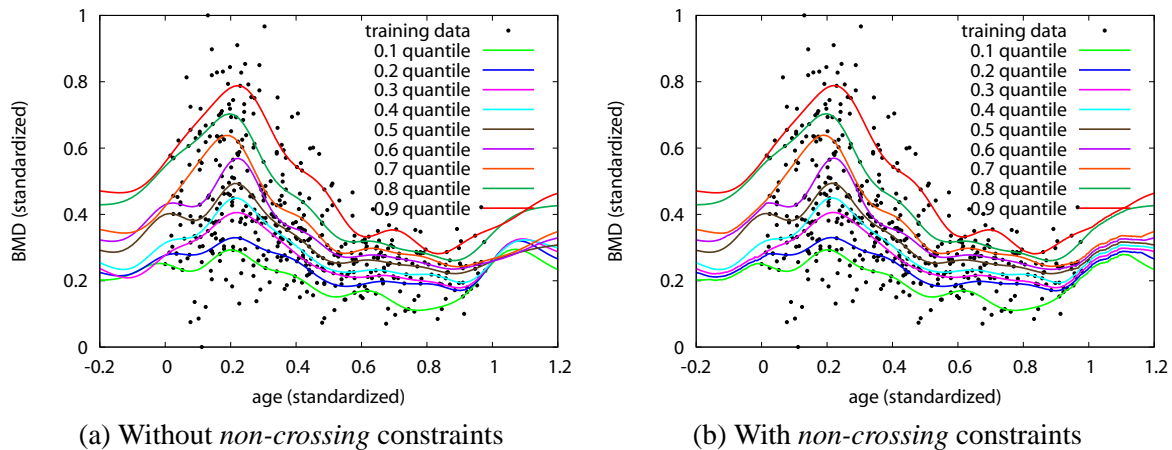 1
0.8
0.6
0.4
0.2
0
BMD (standardized)
training data
0.1 quantile
0.2 quantile
0.3 quantile
0.4 quantile
0.5 quantile
0.6 quantile
0.7 quantile
0.8 quantile
0.9 quantile
-0.2 0 0.2 0.4 0.6 0.8 1 1.2
age (standardized)
(a) Without non-crossing constraints
1
0.8
0.6
0.4
0.2
0
BMD (standardized)
training data
0.1 quantile
0.2 quantile
0.3 quantile
0.4 quantile
0.5 quantile
0.6 quantile
0.7 quantile
0.8 quantile
0.9 quantile
-0.2 0 0.2 0.4 0.6 0.8 1 1.2
age (standardized)
(b) With non-crossing constraints